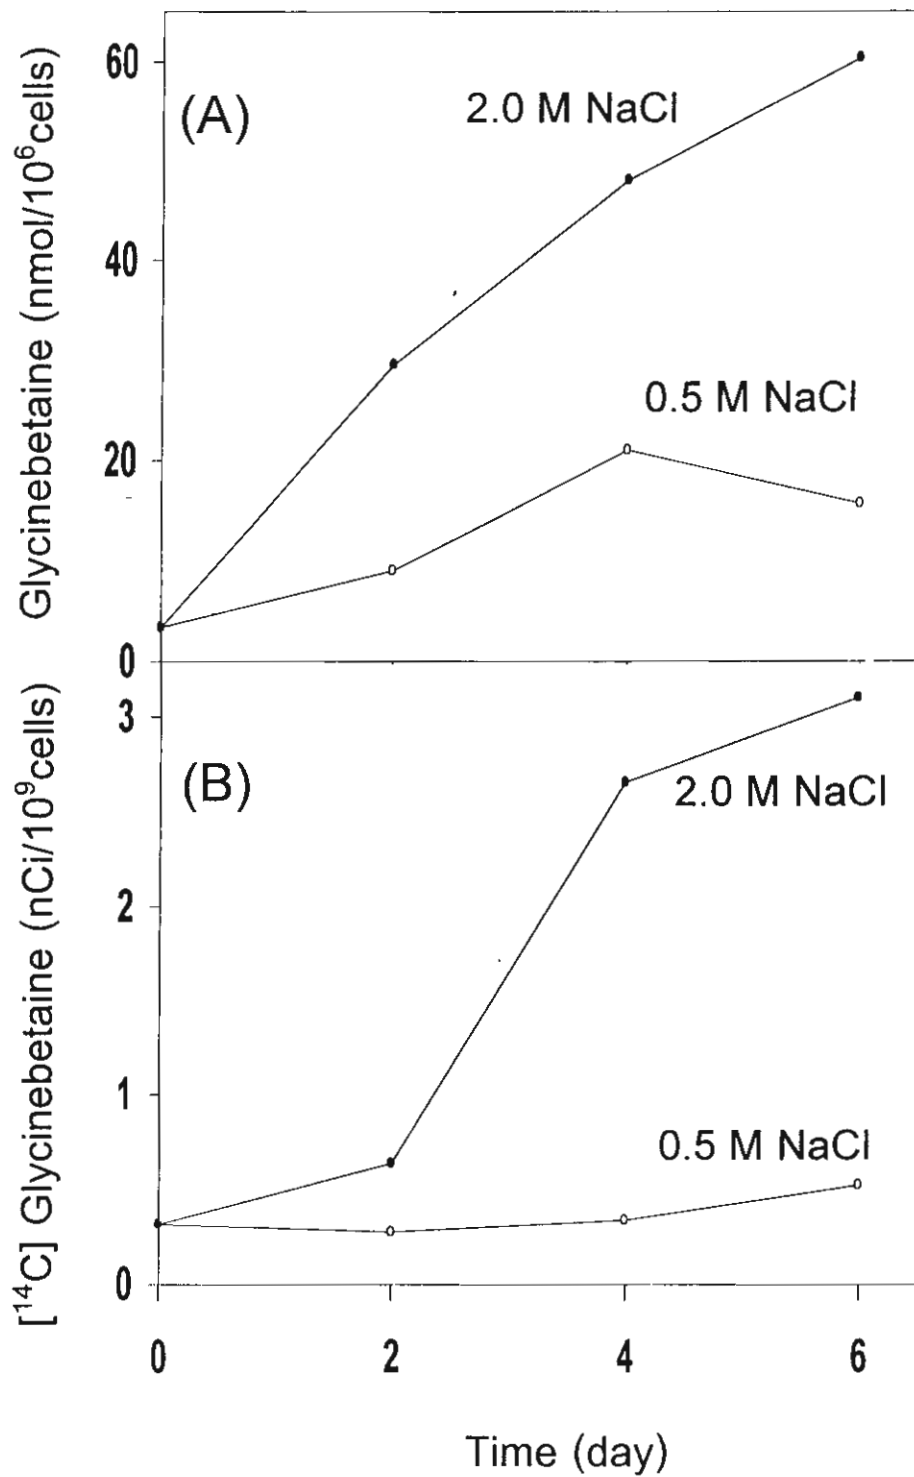 60
(A)
2.0 M NaCl
40
0.5 M NaCl
20
0
Glycinebetaine (nmol/10⁶cells)
3
(B)
2.0 M NaCl
2
1
0.5 M NaCl
0
[¹⁴C] Glycinebetaine (nCi/10⁹cells)
0 2 4 6
Time (day)